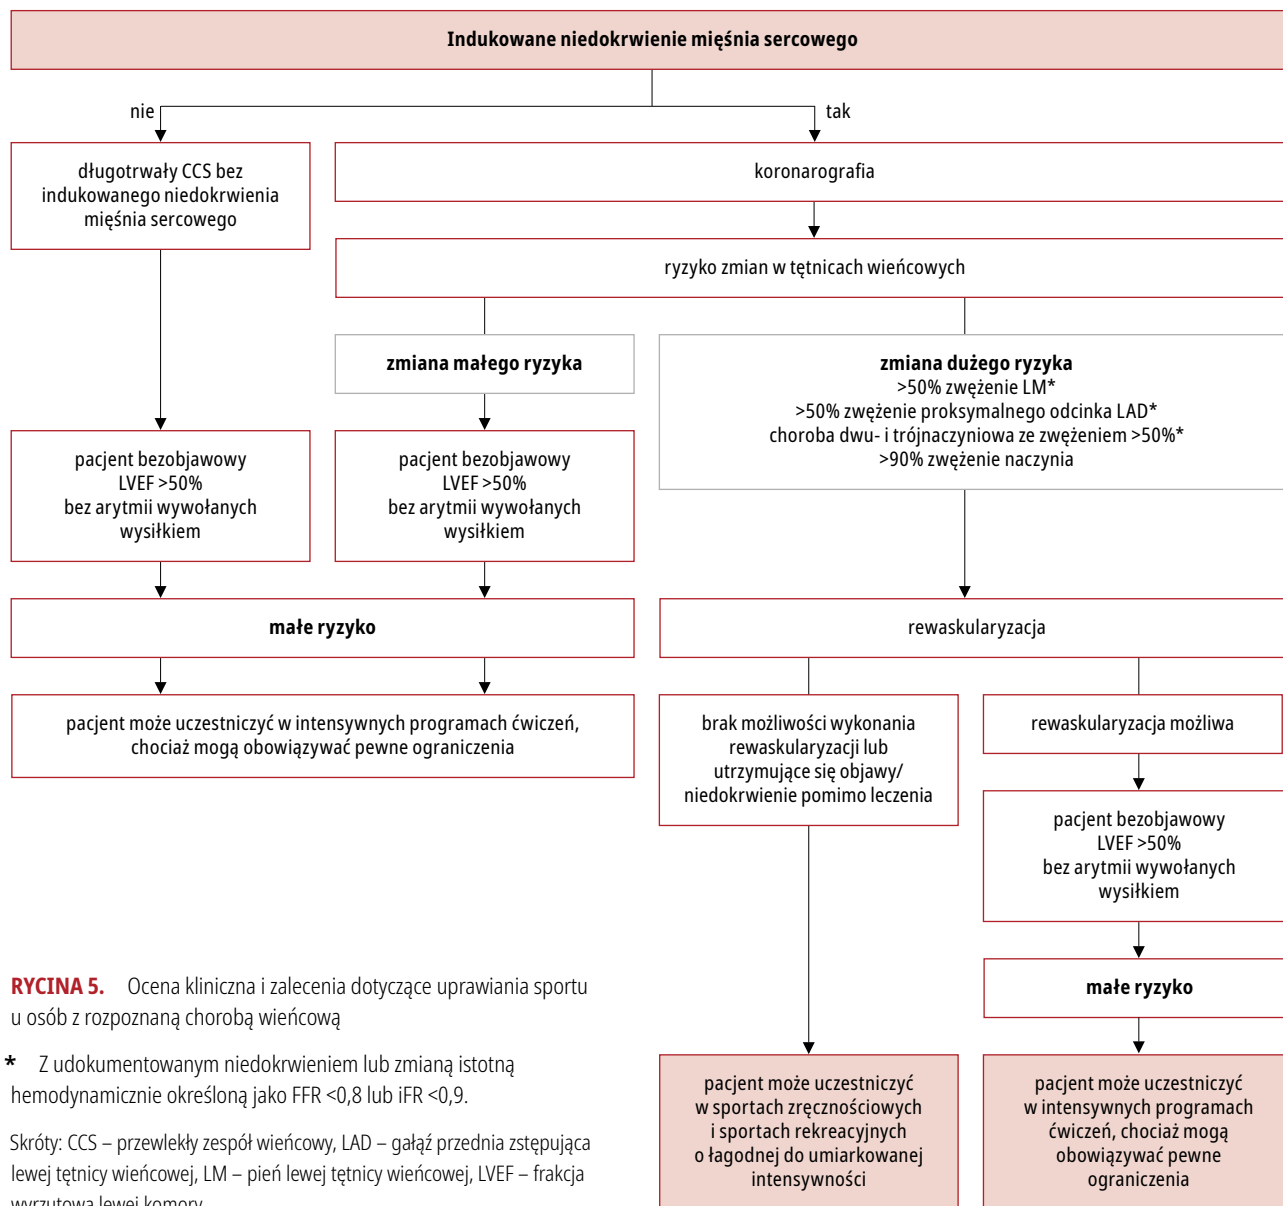 Indukowane niedokrwienie mięśnia sercowego
nie
tak
długotrwały CCS bez
indukowanego niedokrwienia
mięśnia sercowego
koronarografia
ryzyko zmian w tętnicach wieńcowych
zmiana małego ryzyka
zmiana dużego ryzyka
>50% zwężenie LM*
>50% zwężenie proksymalnego odcinka LAD*
choroba dwu- i trójnaczyniowa ze zwężeniem >50%*
>90% zwężenie naczynia
pacjent bezobjawowy
LVEF >50%
bez arytmii wywołanych
wysiłkiem
pacjent bezobjawowy
LVEF >50%
bez arytmii wywołanych
wysiłkiem
małe ryzyko
rewaskularyzacja
pacjent może uczestniczyć w intensywnych programach ćwiczeń,
chociaż mogą obowiązywać pewne ograniczenia
brak możliwości wykonania
rewaskularyzacji lub
utrzymujące się objawy/
niedokrwienie pomimo leczenia
rewaskularyzacja możliwa
pacjent bezobjawowy
LVEF >50%
bez arytmii wywołanych
wysiłkiem
małe ryzyko
pacjent może uczestniczyć
w sportach zręcznościowych
i sportach rekreacyjnych
o łagodnej do umiarkowanej
intensywności
pacjent może uczestniczyć
w intensywnych programach
ćwiczeń, chociaż mogą
obowiązywać pewne
ograniczenia
RYCINA 5. Ocena kliniczna i zalecenia dotyczące uprawiania sportu
u osób z rozpoznaną chorobą wieńcową
* Z udokumentowanym niedokrwieniem lub zmianą istotną
hemodynamicznie określoną jako FFR <0,8 lub iFR <0,9.
Skróty: CCS – przewlekły zespół wieńcowy, LAD – gałąź przednia zstępująca
lewej tętnicy wieńcowej, LM – pień lewej tętnicy wieńcowej, LVEF – frakcja
wyrzutowa lewej komory